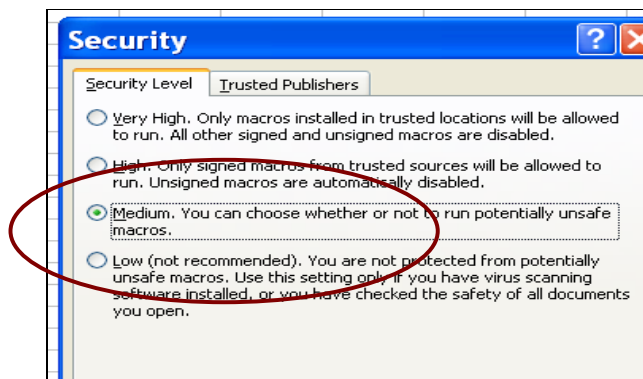 Security
Security Level Trusted Publishers
Very High. Only macros installed in trusted locations will be allowed
to run. All other signed and unsigned macros are disabled.
High. Only signed macros from trusted sources will be allowed to
run. Unsigned macros are automatically disabled.
Medium. You can choose whether or not to run potentially unsafe
macros.
Low (not recommended). You are not protected from potentially
unsafe macros. Use this setting only if you have virus scanning
software installed, or you have checked the safety of all documents
you open.